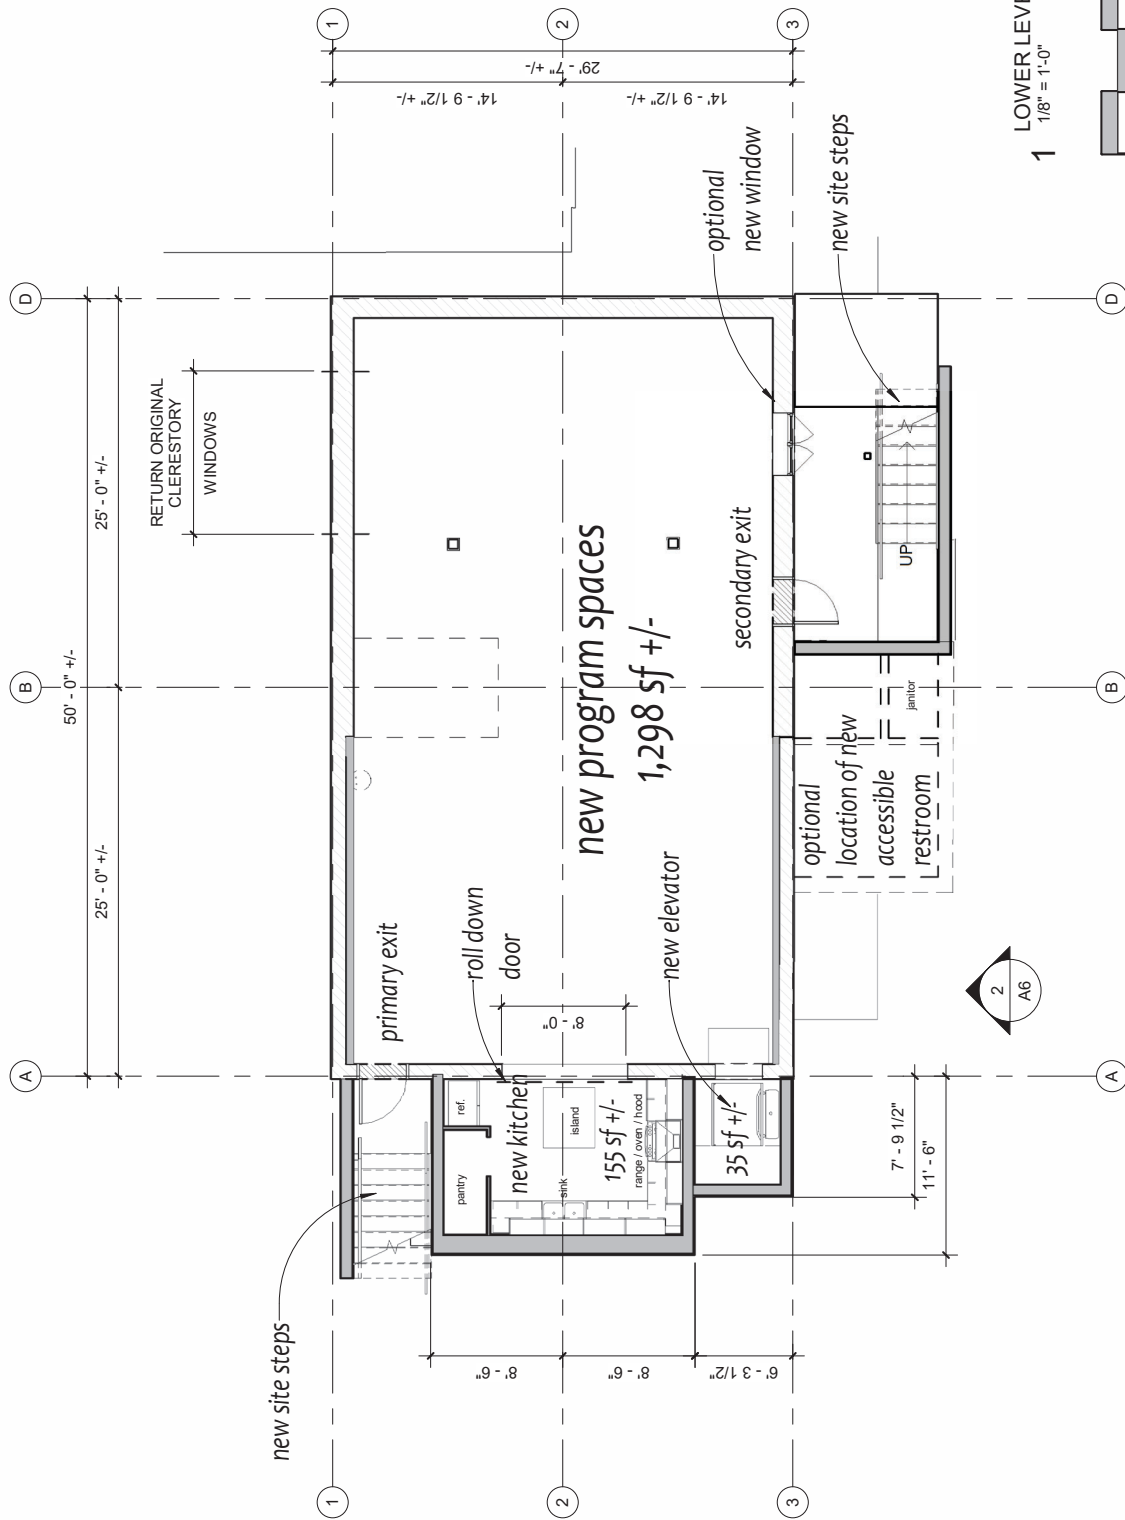 A
B
D
50' - 0" +/-
25' - 0" +/-
25' - 0" +/-
RETURN ORIGINAL
CLERESTORY
WINDOWS
1
2
3
1
2
3
29' - 7" +/-
14' - 9 1/2" +/-
14' - 9 1/2" +/-
new site steps
primary exit
roll down
door
8' - 0"
new kitchen
155 sf +/-
pantry
ref.
island
sink
range / oven / hood
new elevator
35 sf +/-
new program spaces
1,298 sf +/-
secondary exit
optional
new window
new site steps
UP
janitor
optional
location of new
accessible
restroom
8' - 6"
8' - 6"
6' - 3 1/2"
7' - 9 1/2"
11' - 6"
2
A6
A
B
D
1
LOWER LEVE
1/8" = 1'-0"